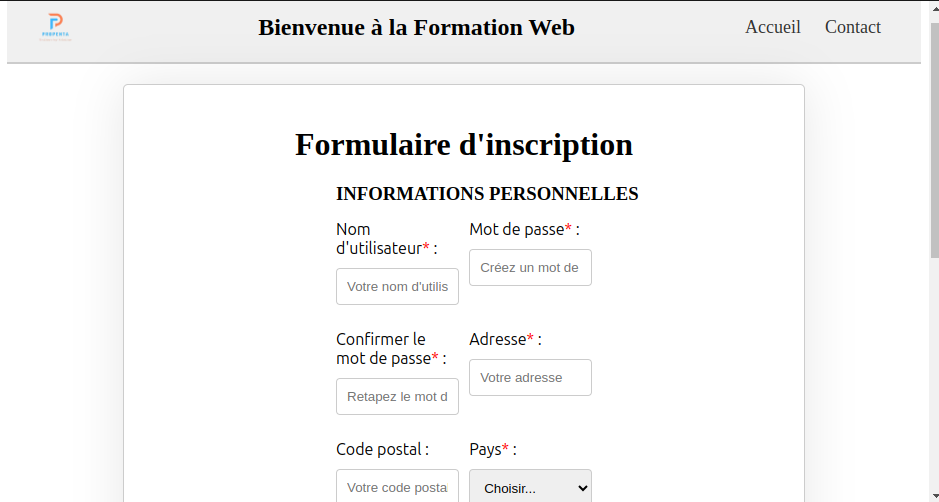 PROPENTA
Bienvenue à la Formation Web
Accueil Contact
Formulaire d'inscription
INFORMATIONS PERSONNELLES
Nom d'utilisateur* :
Votre nom d'utilis
Mot de passe* :
Créez un mot de
Confirmer le mot de passe* :
Retapez le mot d
Adresse* :
Votre adresse
Code postal :
Votre code posta
Pays* :
Choisir...